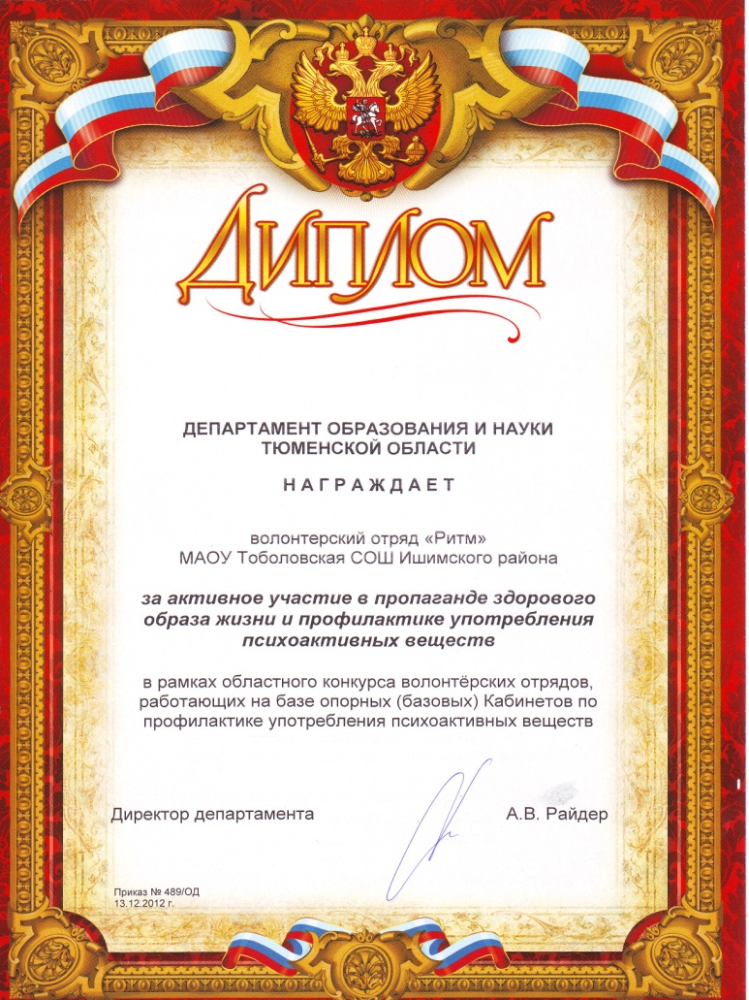 ДИПЛОМ
ДЕПАРТАМЕНТ ОБРАЗОВАНИЯ И НАУКИ
ТЮМЕНСКОЙ ОБЛАСТИ
Н А Г Р А Ж Д А Е Т
волонтерский отряд «Ритм»
МАОУ Тоболовская СОШ Ишимского района
за активное участие в пропаганде здорового
образа жизни и профилактике употребления
психоактивных веществ
в рамках областного конкурса волонтёрских отрядов,
работающих на базе опорных (базовых) Кабинетов по
профилактике употребления психоактивных веществ
Директор департамента А.В. Райдер
Приказ № 489/ОД
13.12.2012 г.